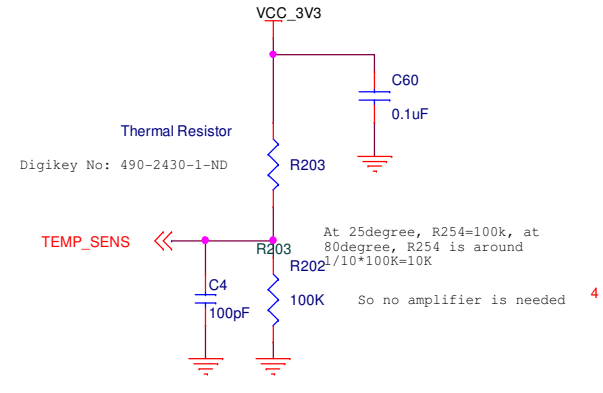 VCC_3V3
C60
0.1uF
Thermal Resistor
Digikey No: 490-2430-1-ND
R203
TEMP_SENS
At 25degree, R254=100k, at
80degree, R254 is around
1/10*100K=10K
R203
R202
C4
100K
100pF
So no amplifier is needed
4